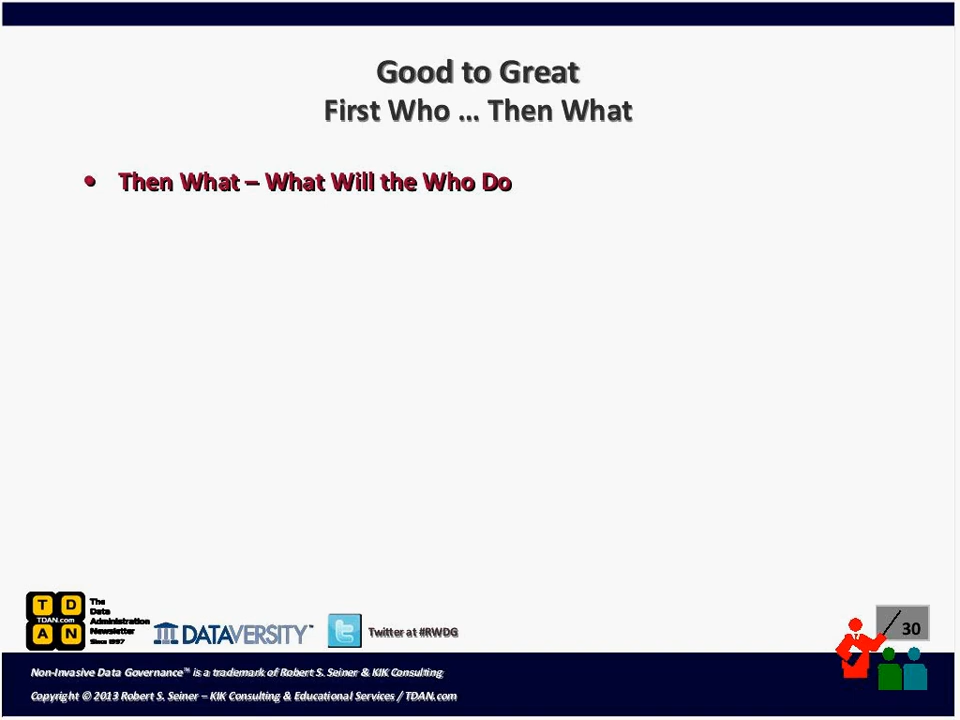 Good to Great
First Who ... Then What
• Then What – What Will the Who Do
T D
TDAN.com
A N
The
Data
Administration
Newsletter
Since 1997
DATAVERSITY™
Twitter at #RWDG
30
Non-Invasive Data Governance™ is a trademark of Robert S. Seiner & KIK Consulting
Copyright © 2013 Robert S. Seiner – KIK Consulting & Educational Services / TDAN.com